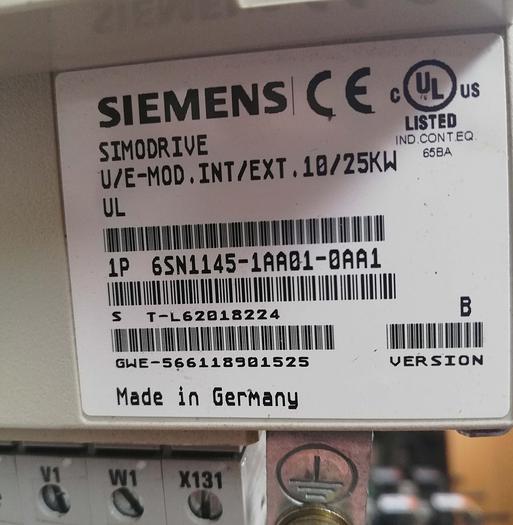 SIEMENS CE C UL US
LISTED
IND.CONT.EQ.
65BA
SIMODRIVE
U/E-MOD.INT/EXT.10/25KW
UL
1P 6SN1145-1AA01-0AA1
S T-L62018224
B
GWE-566118901525
VERSION
Made in Germany
V1 W1 X131